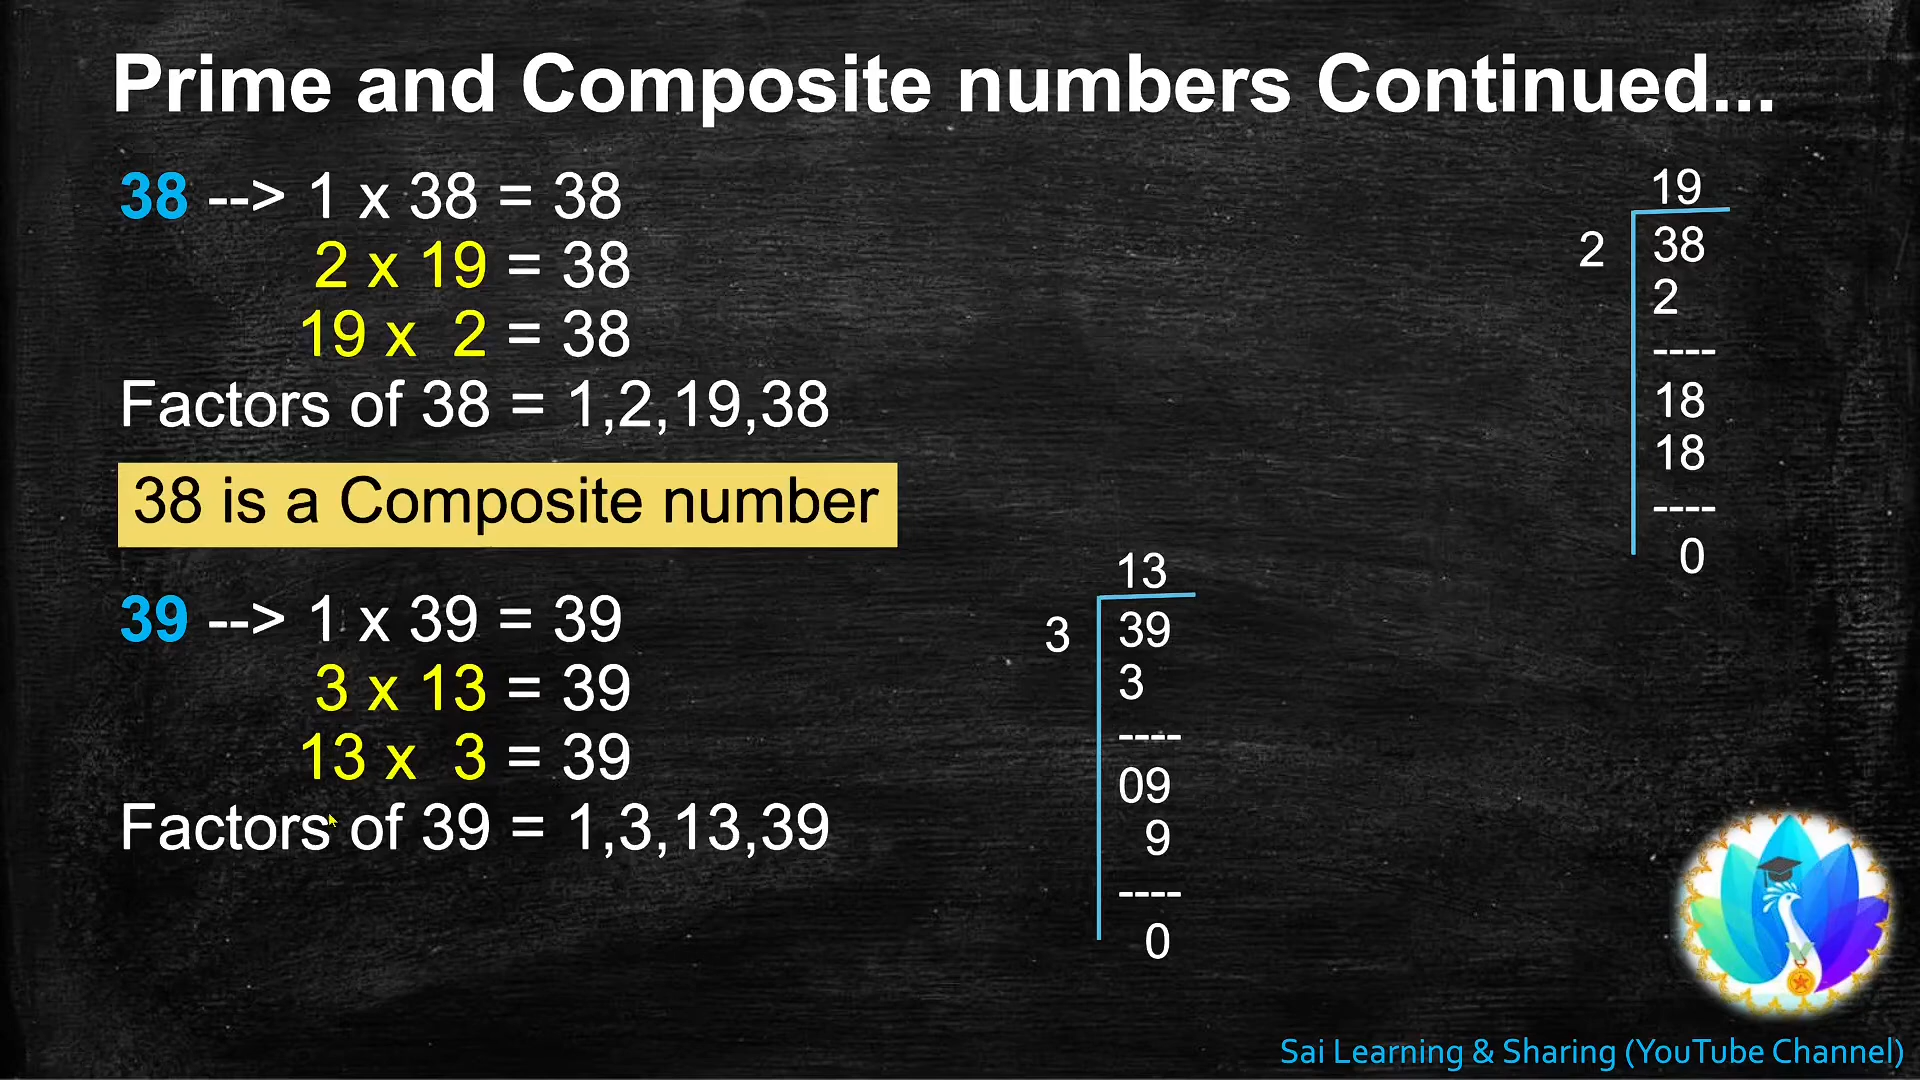 Prime and Composite numbers Continued...
38 --> 1 x 38 = 38
2 x 19 = 38
19 x 2 = 38
Factors of 38 = 1,2,19,38
38 is a Composite number
39 --> 1 x 39 = 39
3 x 13 = 39
13 x 3 = 39
Factors of 39 = 1,3,13,39
13
3 39
3
----
09
9
----
0
19
2 38
2
----
18
18
----
0
Sai Learning & Sharing (YouTube Channel)